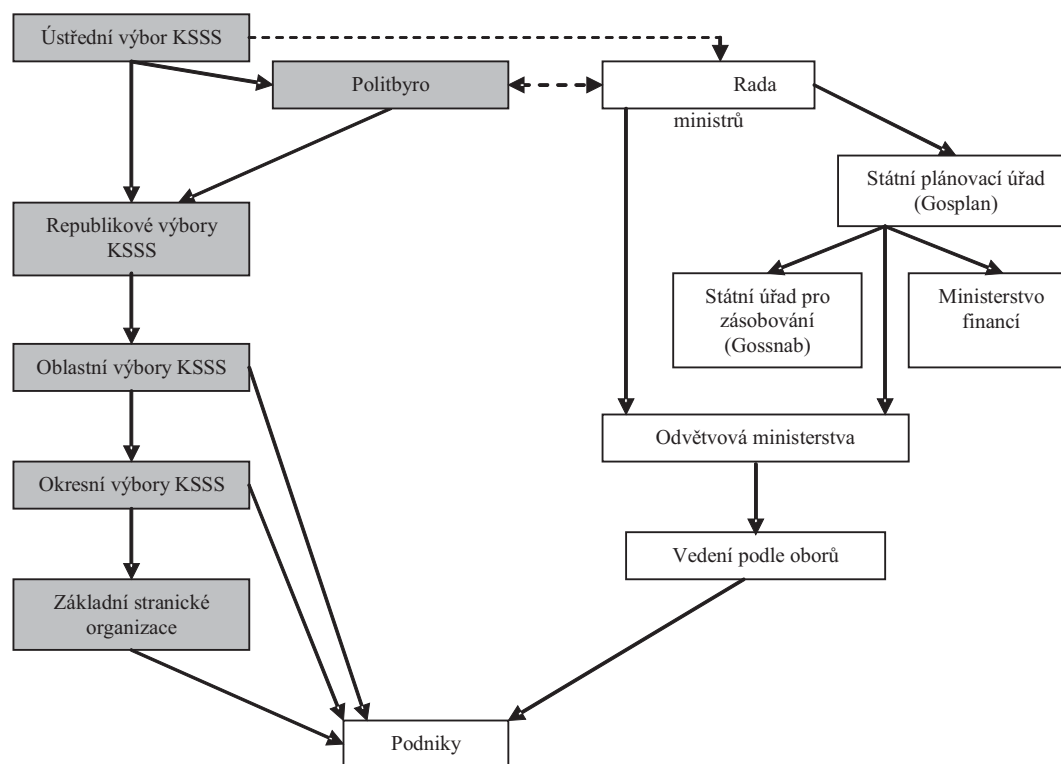 Ústřední výbor KSSS
Politbyro
Rada
ministrů
Státní plánovací úřad
(Gosplan)
Republikové výbory
KSSS
Státní úřad pro
zásobování
(Gossnab)
Ministerstvo
financí
Oblastní výbory KSSS
Odvětvová ministerstva
Okresní výbory KSSS
Vedení podle oborů
Základní stranické
organizace
Podniky